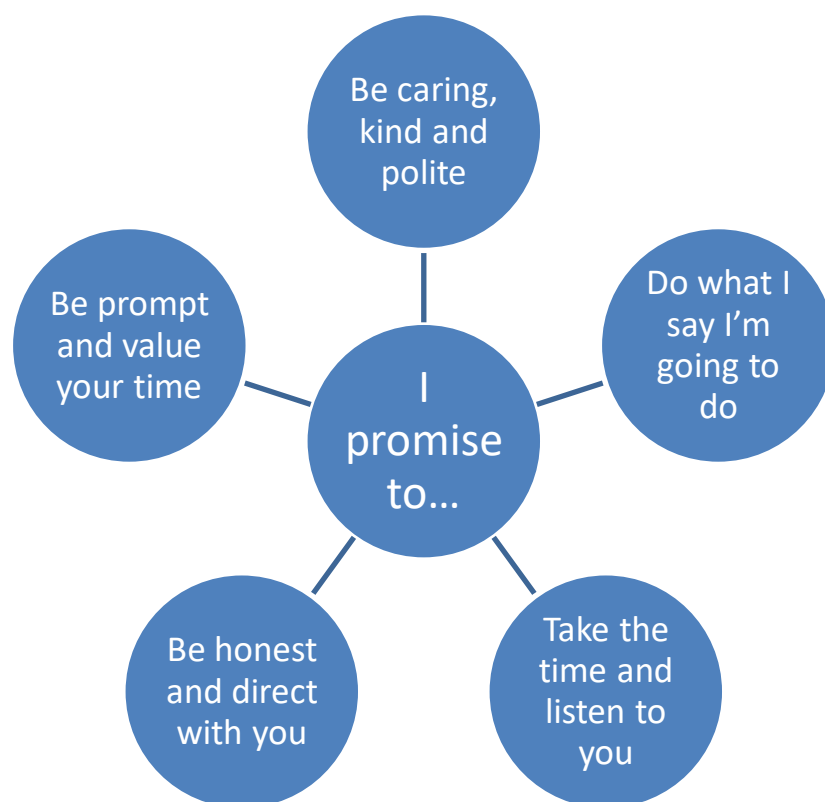 Be caring,
kind and
polite
Do what I
say I’m
going to
do
Take the
time and
listen to
you
Be honest
and direct
with you
Be prompt
and value
your time
I
promise
to…